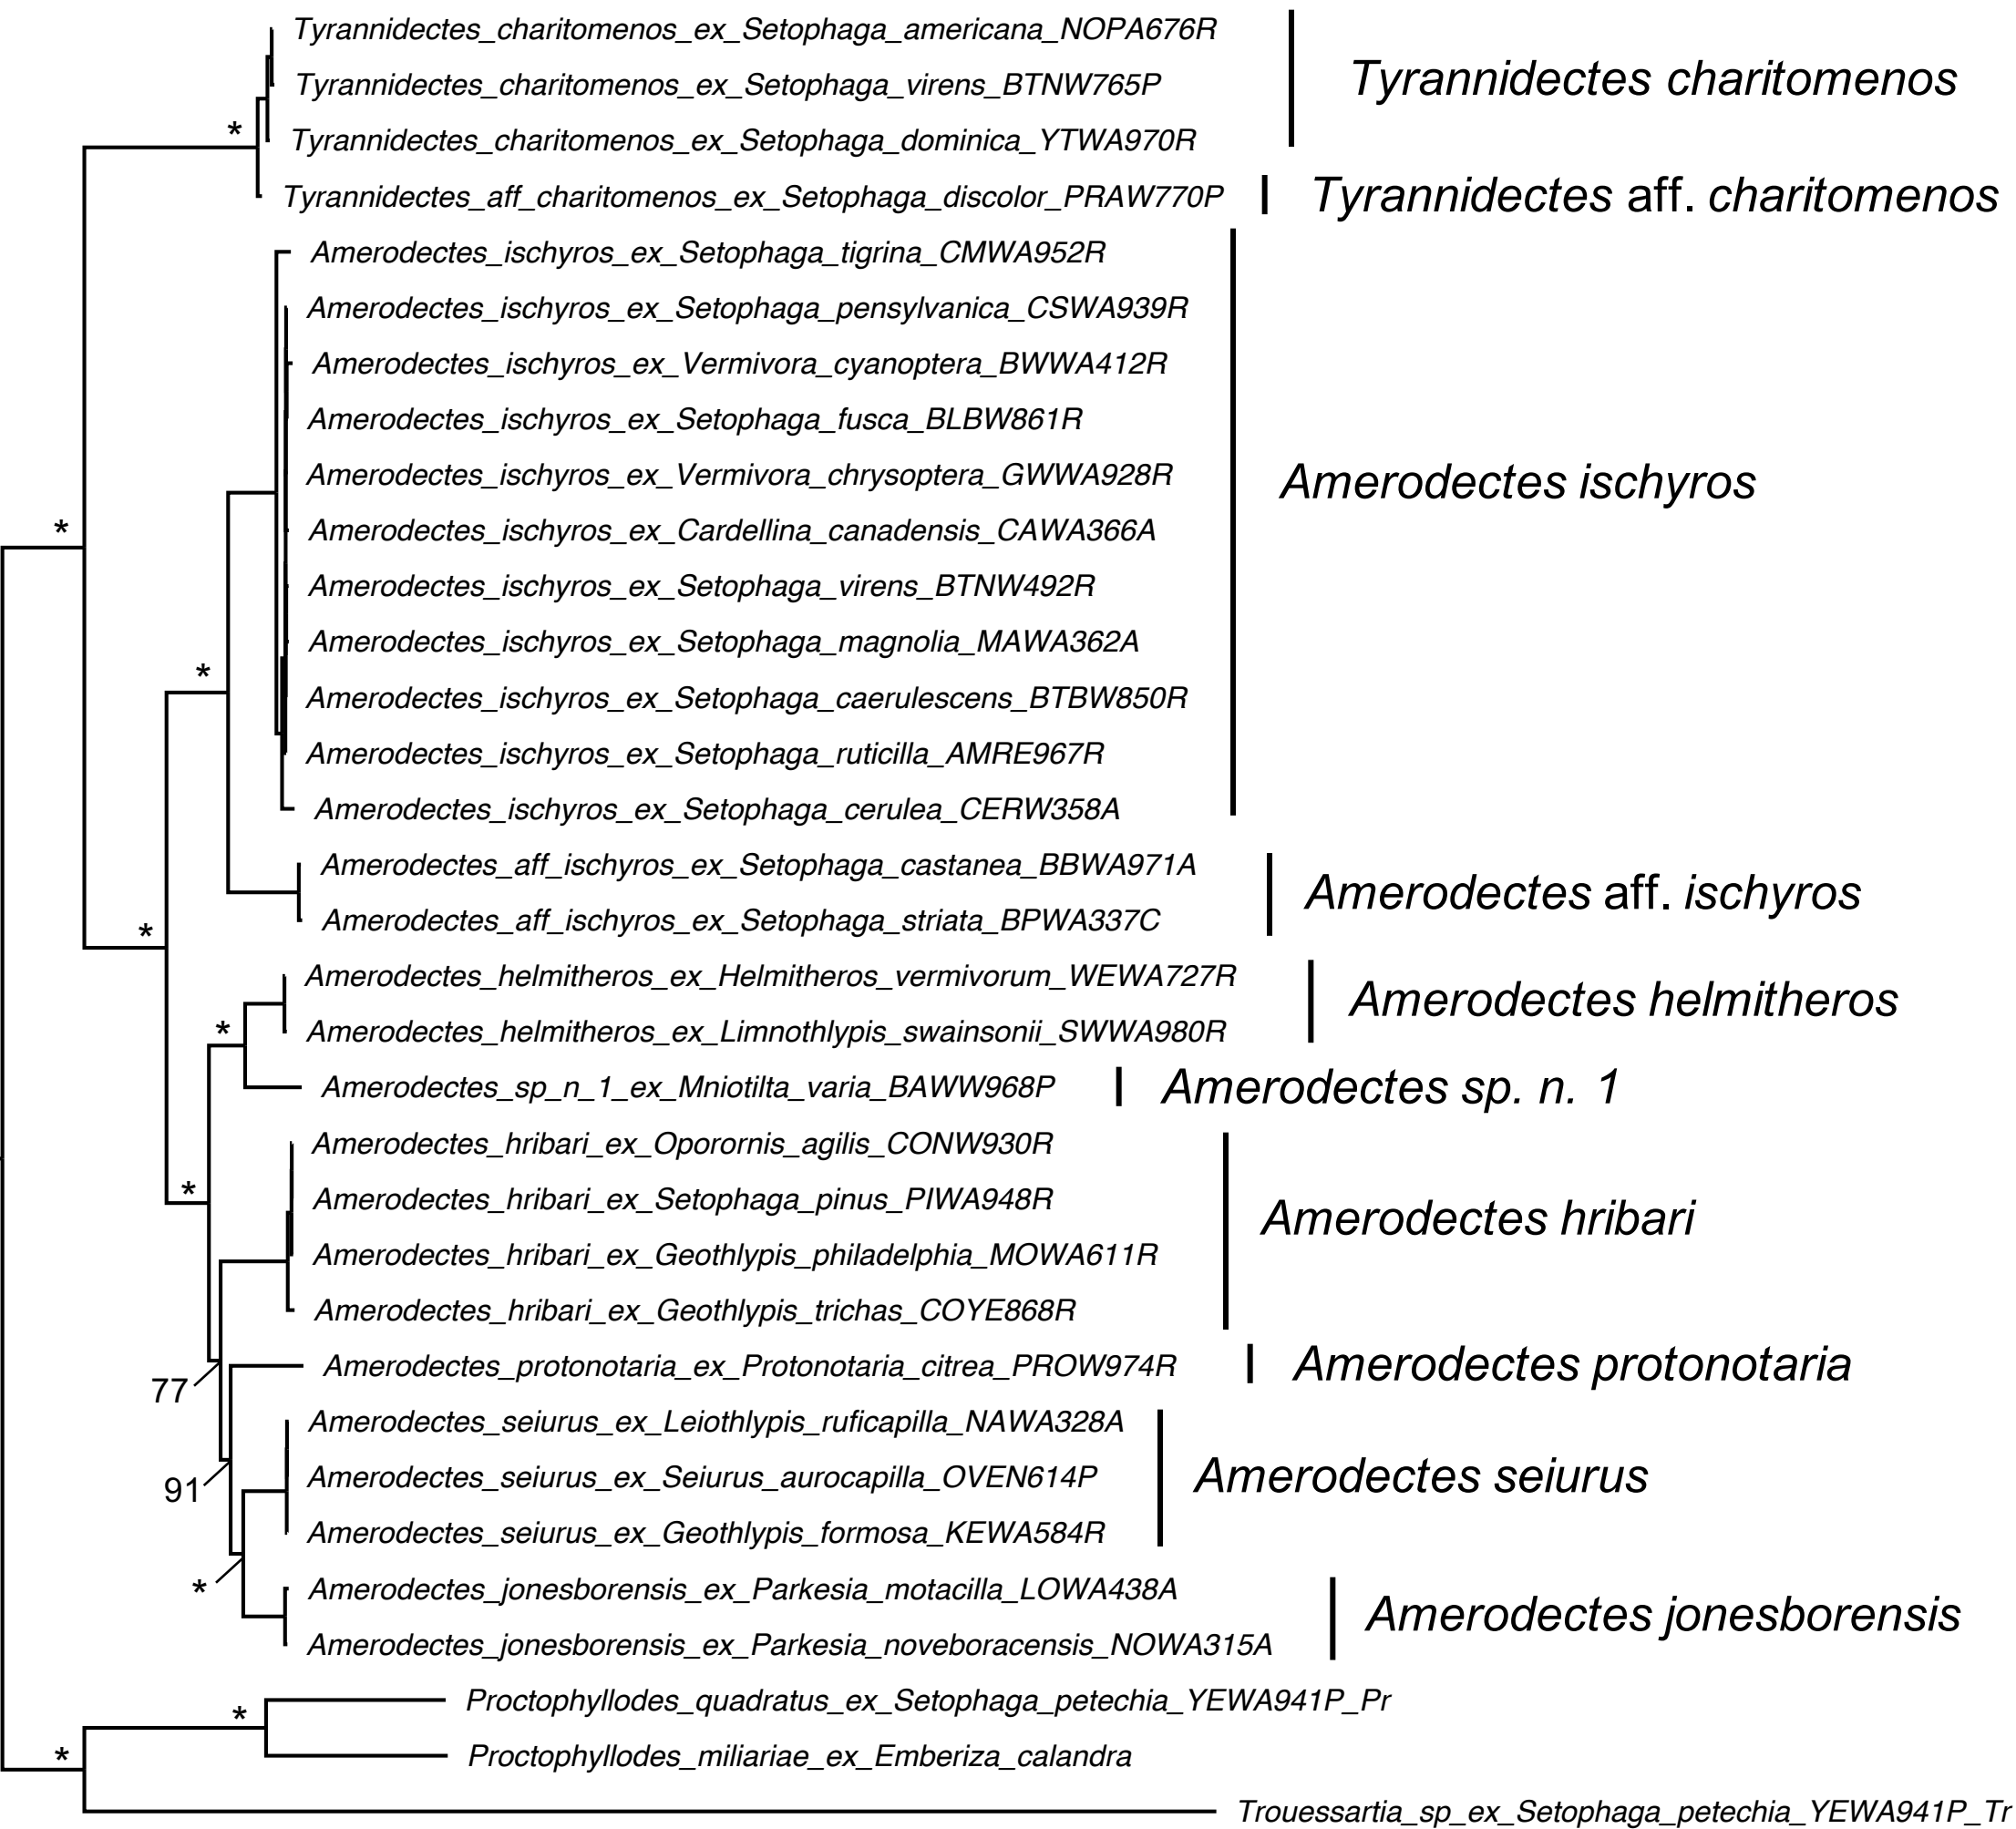 Tyrannidectes_charitomenos_ex_Setophaga_americana_NOPA676R
Tyrannidectes_charitomenos_ex_Setophaga_virens_BTNW765P
Tyrannidectes charitomenos
*
Tyrannidectes_charitomenos_ex_Setophaga_dominica_YTWA970R
Tyrannidectes_aff_charitomenos_ex_Setophaga_discolor_PRAW770P
Tyrannidectes aff. charitomenos
Amerodectes_ischyros_ex_Setophaga_tigrina_CMWA952R
Amerodectes_ischyros_ex_Setophaga_pensylvanica_CSWA939R
Amerodectes_ischyros_ex_Vermivora_cyanoptera_BWWA412R
Amerodectes_ischyros_ex_Setophaga_fusca_BLBW861R
Amerodectes_ischyros_ex_Vermivora_chrysoptera_GWWA928R
Amerodectes ischyros
*
Amerodectes_ischyros_ex_Cardellina_canadensis_CAWA366A
Amerodectes_ischyros_ex_Setophaga_virens_BTNW492R
Amerodectes_ischyros_ex_Setophaga_magnolia_MAWA362A
*
Amerodectes_ischyros_ex_Setophaga_caerulescens_BTBW850R
Amerodectes_ischyros_ex_Setophaga_ruticilla_AMRE967R
Amerodectes_ischyros_ex_Setophaga_cerulea_CERW358A
Amerodectes_aff_ischyros_ex_Setophaga_castanea_BBWA971A
Amerodectes aff. ischyros
*
Amerodectes_aff_ischyros_ex_Setophaga_striata_BPWA337C
Amerodectes_helmitheros_ex_Helmitheros_vermivorum_WEWA727R
Amerodectes helmitheros
*
Amerodectes_helmitheros_ex_Limnothlypis_swainsonii_SWWA980R
Amerodectes_sp_n_1_ex_Mniotilta_varia_BAWW968P
Amerodectes sp. n. 1
Amerodectes_hribari_ex_Oporornis_agilis_CONW930R
*
Amerodectes_hribari_ex_Setophaga_pinus_PIWA948R
Amerodectes hribari
Amerodectes_hribari_ex_Geothlypis_philadelphia_MOWA611R
Amerodectes_hribari_ex_Geothlypis_trichas_COYE868R
Amerodectes_protonotaria_ex_Protonotaria_citrea_PROW974R
Amerodectes protonotaria
77
Amerodectes_seiurus_ex_Leiothlypis_ruficapilla_NAWA328A
Amerodectes_seiurus_ex_Seiurus_aurocapilla_OVEN614P
Amerodectes seiurus
91
Amerodectes_seiurus_ex_Geothlypis_formosa_KEWA584R
*
Amerodectes_jonesborensis_ex_Parkesia_motacilla_LOWA438A
Amerodectes jonesborensis
Amerodectes_jonesborensis_ex_Parkesia_noveboracensis_NOWA315A
Proctophyllodes_quadratus_ex_Setophaga_petechia_YEWA941P_Pr
*
*
Proctophyllodes_miliariae_ex_Emberiza_calandra
Trouessartia_sp_ex_Setophaga_petechia_YEWA941P_Tr